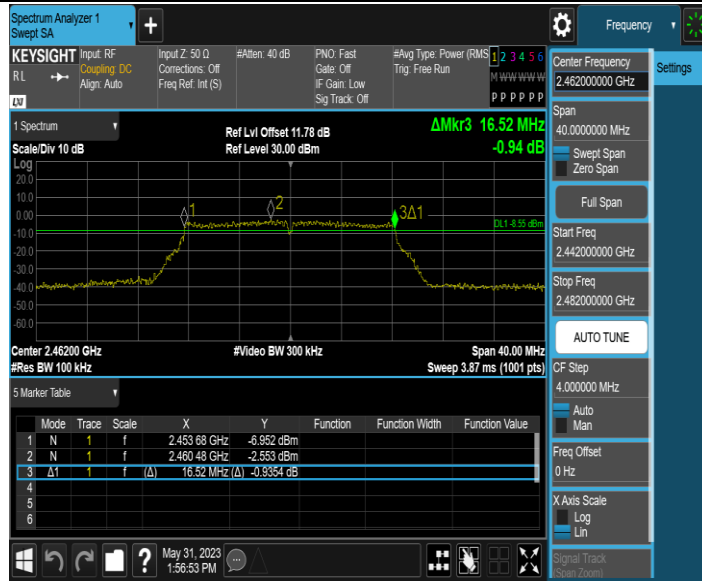 Spectrum Analyzer 1
Swept SA
+
Frequency
KEYSIGHT
RL
LXI
Input: RF
Coupling: DC
Align: Auto
Input Z: 50 Ω
Corrections: Off
Freq Ref: Int (S)
#Atten: 40 dB
PNO: Fast
Gate: Off
IF Gain: Low
Sig Track: Off
#Avg Type: Power (RMS
Trig: Free Run
1 2 3 4 5 6
M W W W W W
P P P P P P
Center Frequency
2.462000000 GHz
Settings
Span
40.0000000 MHz
Swept Span
Zero Span
Full Span
Start Freq
2.442000000 GHz
Stop Freq
2.482000000 GHz
AUTO TUNE
CF Step
4.000000 MHz
Auto
Man
Freq Offset
0 Hz
X Axis Scale
Log
Lin
Signal Track
(Span Zoom)
1 Spectrum
Scale/Div 10 dB
Ref Lvl Offset 11.78 dB
Ref Level 30.00 dBm
ΔMkr3 16.52 MHz
-0.94 dB
Log
20.0
10.0
0.00
-10.0
-20.0
-30.0
-40.0
-50.0
-60.0
1
2
3Δ1
DL1 -8.55 dBm
Center 2.46200 GHz
#Video BW 300 kHz
Span 40.00 MHz
#Res BW 100 kHz
Sweep 3.87 ms (1001 pts)
5 Marker Table
Mode Trace Scale X Y Function Function Width Function Value
1 N 1 f 2.453 68 GHz -6.952 dBm
2 N 1 f 2.460 48 GHz -2.553 dBm
3 Δ1 1 f (Δ) 16.52 MHz (Δ) -0.9354 dB
4
5
6
?
May 31, 2023
1:56:53 PM